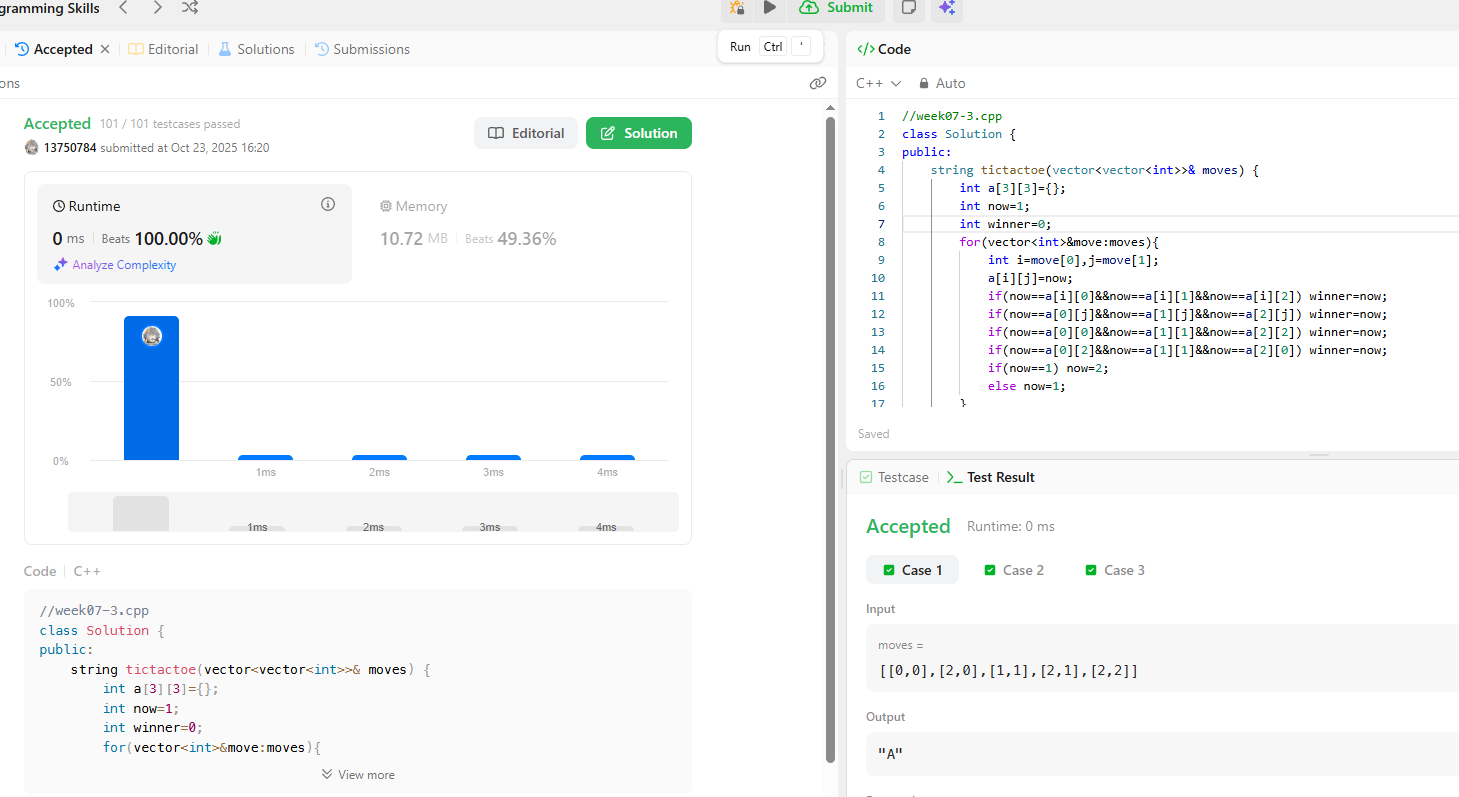 gramming Skills
Submit
Accepted
Editorial
Solutions
Submissions
Run Ctrl '
ons
Accepted 101 / 101 testcases passed
13750784 submitted at Oct 23, 2025 16:20
Editorial
Solution
Runtime
0 ms Beats 100.00%
Analyze Complexity
Memory
10.72 MB Beats 49.36%
100%
50%
0%
1ms 2ms 3ms 4ms
1ms 2ms 3ms 4ms
Code C++
//week07-3.cpp
class Solution {
public:
    string tictactoe(vector<vector<int>>& moves) {
        int a[3][3]={};
        int now=1;
        int winner=0;
        for(vector<int>&move:moves){
View more
</> Code
C++ Auto
1 //week07-3.cpp
2 class Solution {
3 public:
4     string tictactoe(vector<vector<int>>& moves) {
5         int a[3][3]={};
6         int now=1;
7         int winner=0;
8         for(vector<int>&move:moves){
9             int i=move[0],j=move[1];
10             a[i][j]=now;
11             if(now==a[i][0]&&now==a[i][1]&&now==a[i][2]) winner=now;
12             if(now==a[0][j]&&now==a[1][j]&&now==a[2][j]) winner=now;
13             if(now==a[0][0]&&now==a[1][1]&&now==a[2][2]) winner=now;
14             if(now==a[0][2]&&now==a[1][1]&&now==a[2][0]) winner=now;
15             if(now==1) now=2;
16             else now=1;
17         }
Saved
Testcase
Test Result
Accepted Runtime: 0 ms
Case 1 Case 2 Case 3
Input
moves =
[[0,0],[2,0],[1,1],[2,1],[2,2]]
Output
"A"